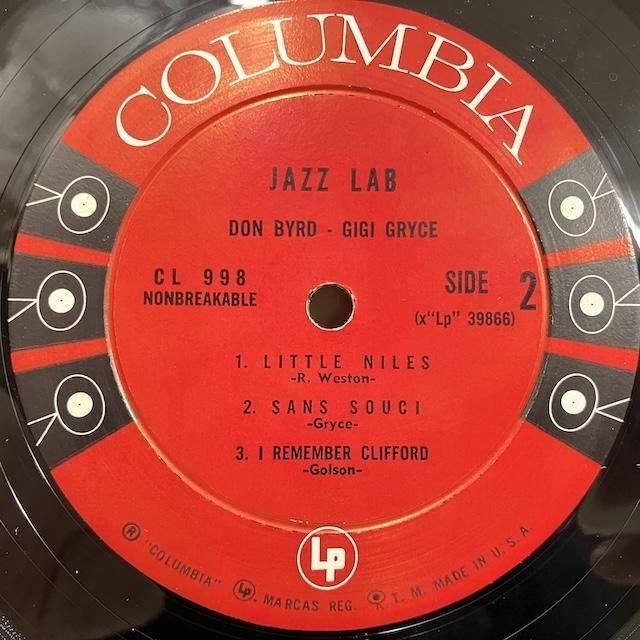 COLUMBIA
JAZZ LAB
DON BYRD - GIGI GRYCE
CL 998
NONBREAKABLE
SIDE 2
(x"Lp" 39866)
1. LITTLE NILES
-R. Weston-
2. SANS SOUCI
-Gryce-
3. I REMEMBER CLIFFORD
-Golson-
Lp
® "COLUMBIA" Lp, MARCAS REG. T. M. MADE IN U. S. A.